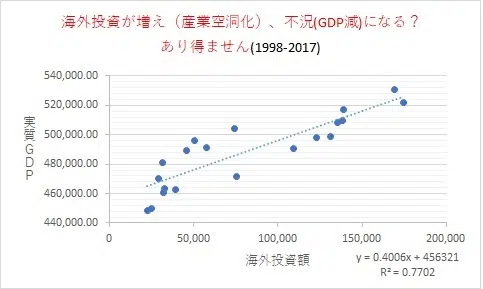 海外投資が増え（産業空洞化）、不況(GDP減)になる？
あり得ません(1998-2017)
540,000.00
520,000.00
500,000.00
480,000.00
460,000.00
440,000.00
実質GDP
0
50,000
100,000
150,000
200,000
海外投資額
y = 0.4006x + 456321
R² = 0.7702